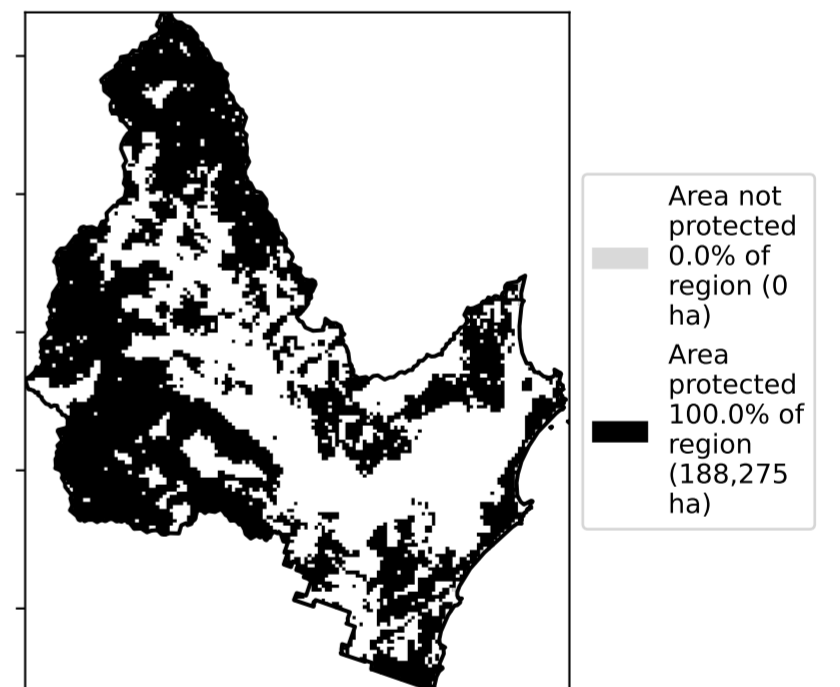 Area not
protected
0.0% of
region (0
ha)
Area
protected
100.0% of
region
(188,275
ha)